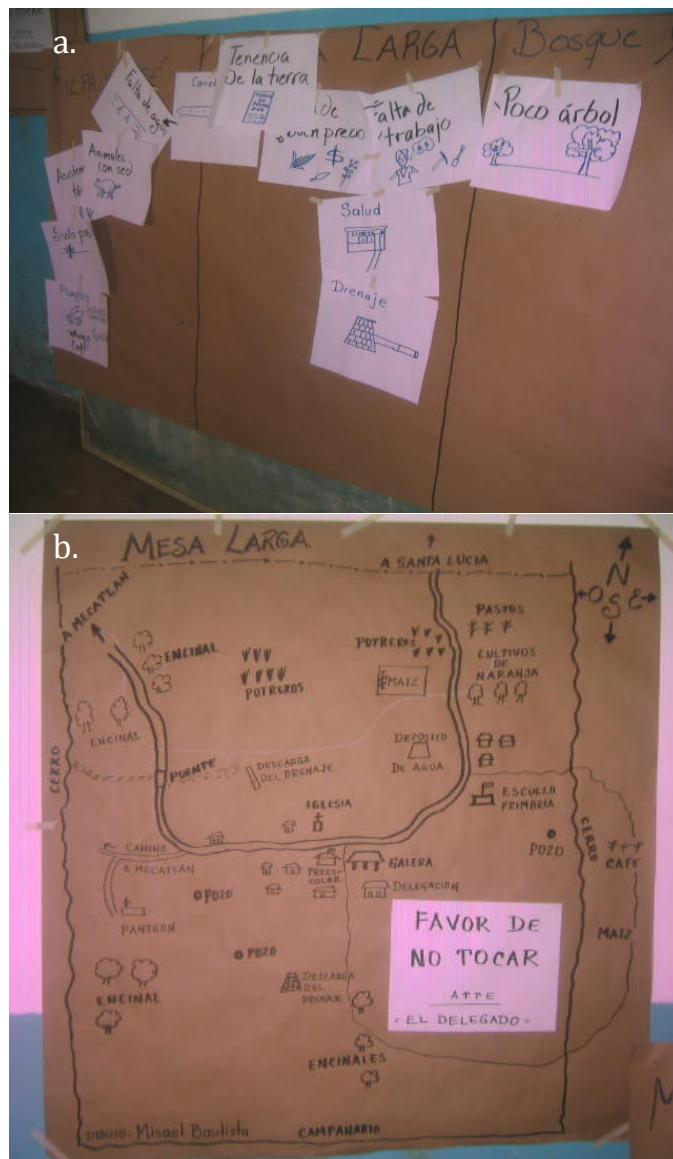 a.
LARGA
Bosque
Falta de agua
Tenencia
de la tierra
precio
$
alta de
trabajo
Poco árbol
Animales
con sed
Salud
Drenaje
Plagas
b.
MESA LARGA
A SANTA LUCIA
A MECATLAN
N
O E
S
ENCINAL
POTREROS
POTREROS
PASTOS
CULTIVOS
DE
NARANJA
MAIZ
ENCINAL
CERRO
PUENTE
DESCARGA
DEL DRENAJE
DEPOSITO
DE AGUA
IGLESIA
ESCUELA
PRIMARIA
POZO
CERRO
CAFE
MAIZ
CAMINO
A MECATLAN
PREES-
COLAR
GALERA
DELEGACION
PANTEON
POZO
POZO
FAVOR DE
NO TOCAR
ATTE
= EL DELEGADO =
ENCINAL
DESCARGA
DEL
DRENAJE
ENCINALES
DIBUJO: Misael Bautista
CAMPANARIO
M